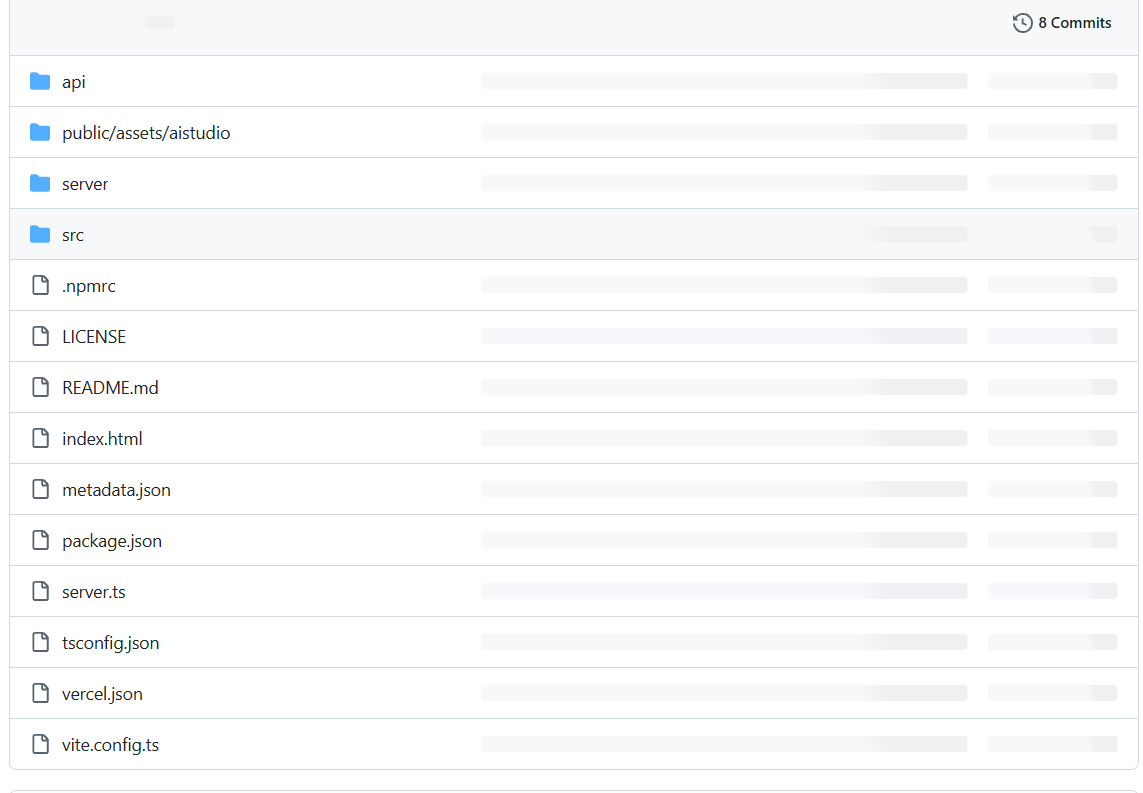 8 Commits
api
public/assets/aistudio
server
src
.npmrc
LICENSE
README.md
index.html
metadata.json
package.json
server.ts
tsconfig.json
vercel.json
vite.config.ts